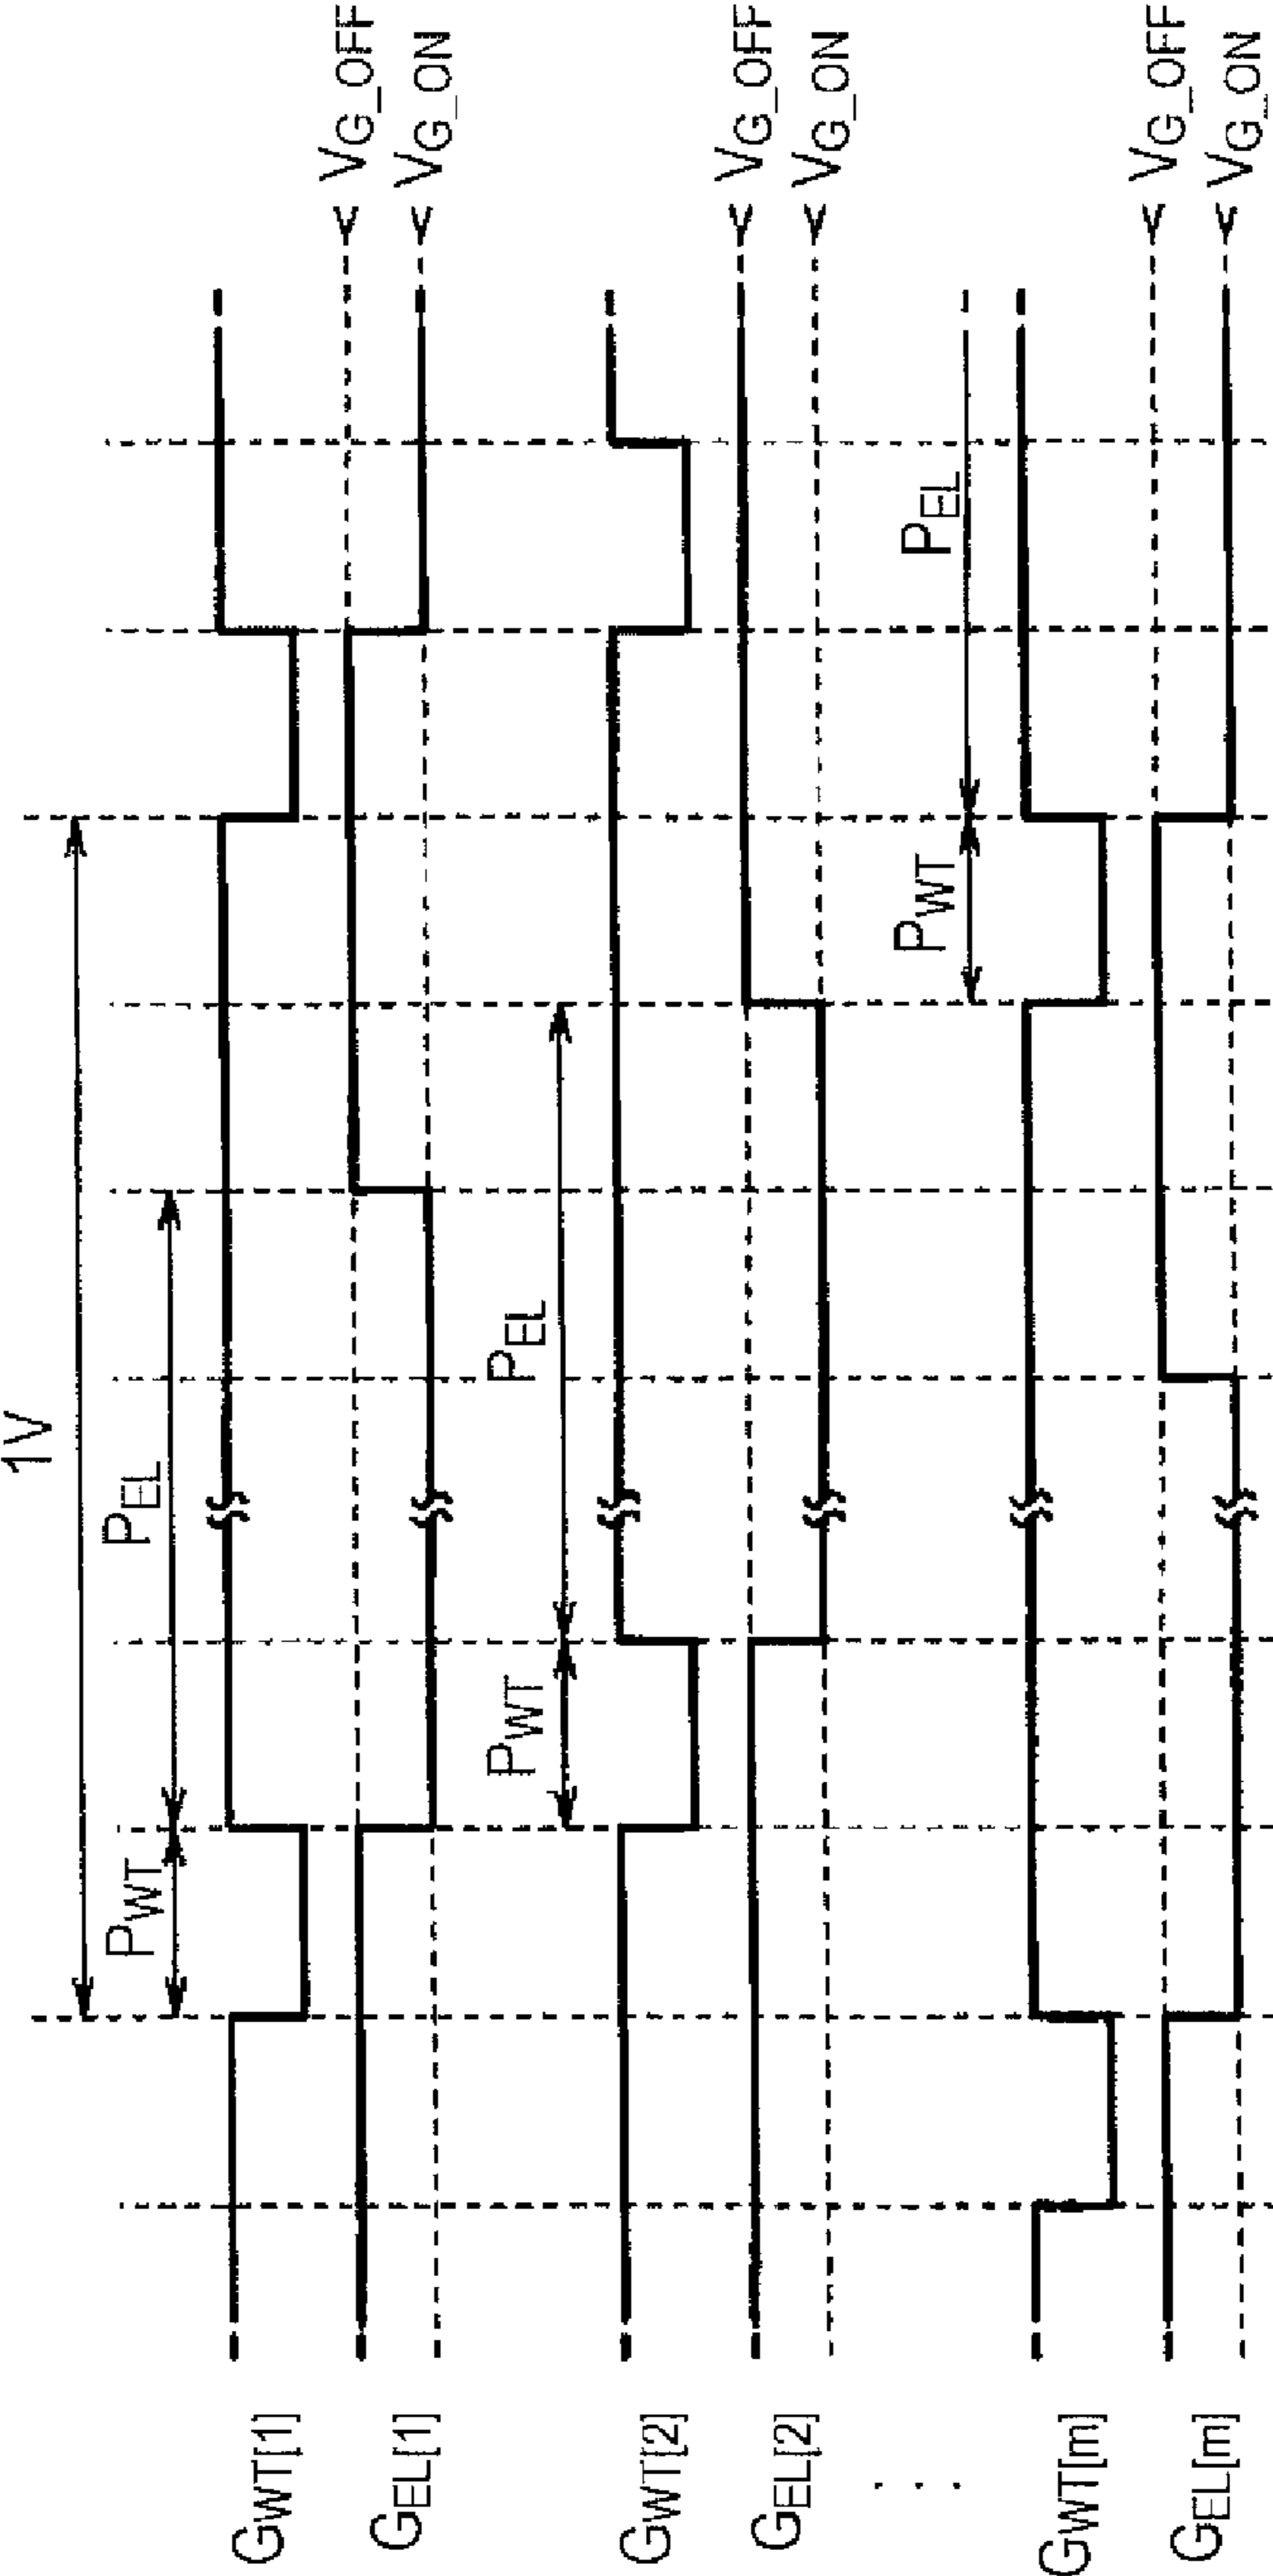 1V
PWT
PEL
GWT[1]
VG_OFF
GEL[1]
VG_ON
PWT
PEL
GWT[2]
VG_OFF
GEL[2]
VG_ON
. . .
PWT
PEL
GWT[m]
VG_OFF
GEL[m]
VG_ON